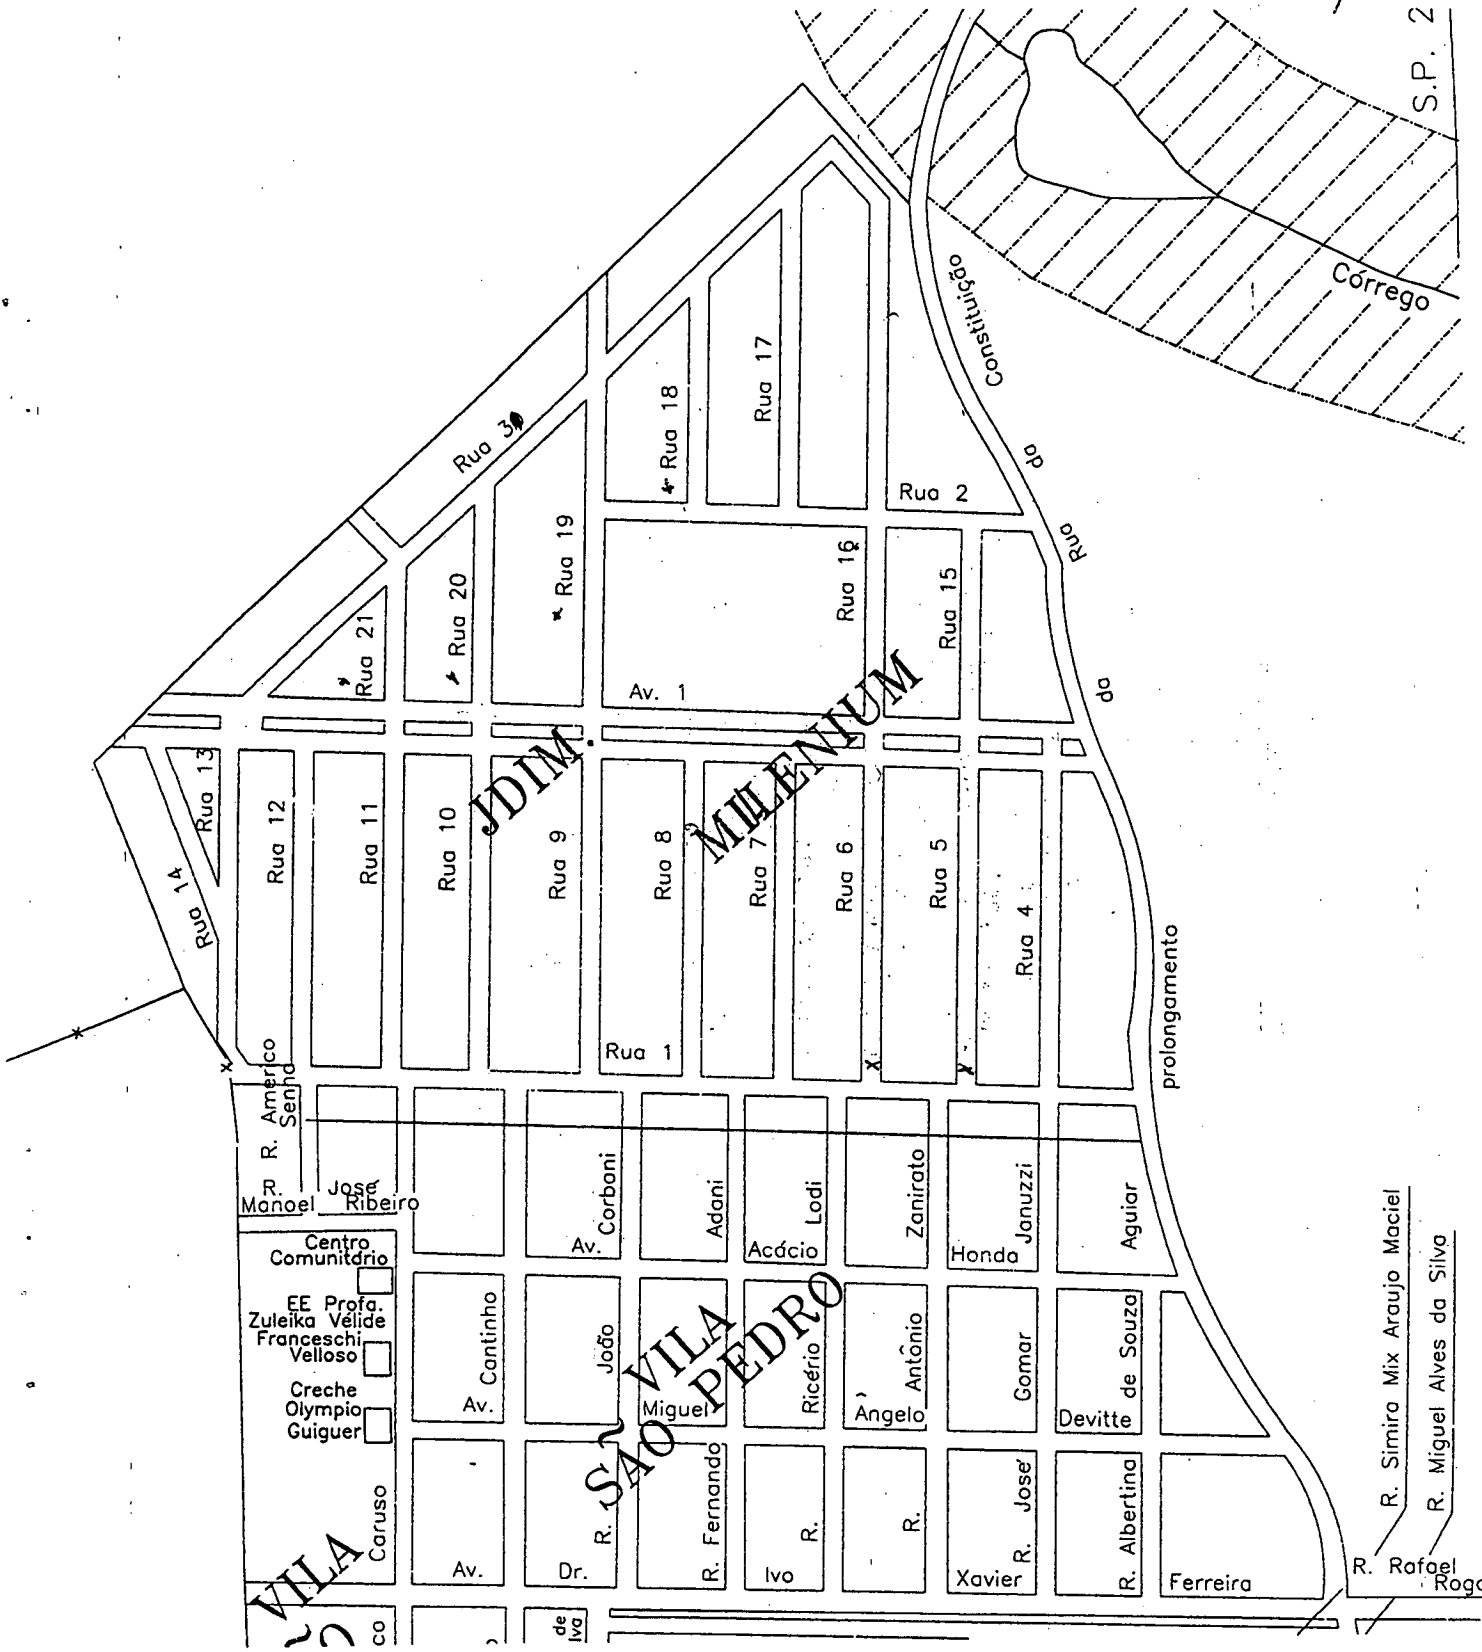 S.P. 2
Córrego
Constituição
da
Rua
da
prolongamento
Rua 17
Rua 18
Rua 3
Rua 2
Rua 19
Rua 16
Rua 15
Rua 20
Rua 21
Av. 1
JDIM.
MILENIUM
Rua 13
Rua 14
Rua 12
Rua 11
Rua 10
Rua 9
Rua 8
Rua 7
Rua 6
Rua 5
Rua 4
Rua 1
R. Americo
Senha
R. José
Manoel Ribeiro
Centro
Comunitário
EE Profa.
Zuleika Vélide
Franceschi
Velloso
Creche
Olympio
Guiguer
Caruso
Av. Cantinho
Av. Corbani
João
R.
Adani
Miguel
R. Fernando
Acácio
Lodi
Ricério
R.
Zanirato
Antônio
R.
Angelo
Honda
Januzzi
Gomar
R. José
Aguiar
de Souza
R. Albertina
Devitte
VILA
SÃO PEDRO
VILA
Av. Dr. Ivo Xavier Ferreira
R. Simira Mix Araujo Maciel
R. Miguel Alves da Silva
R. Rafael
co
de
lva